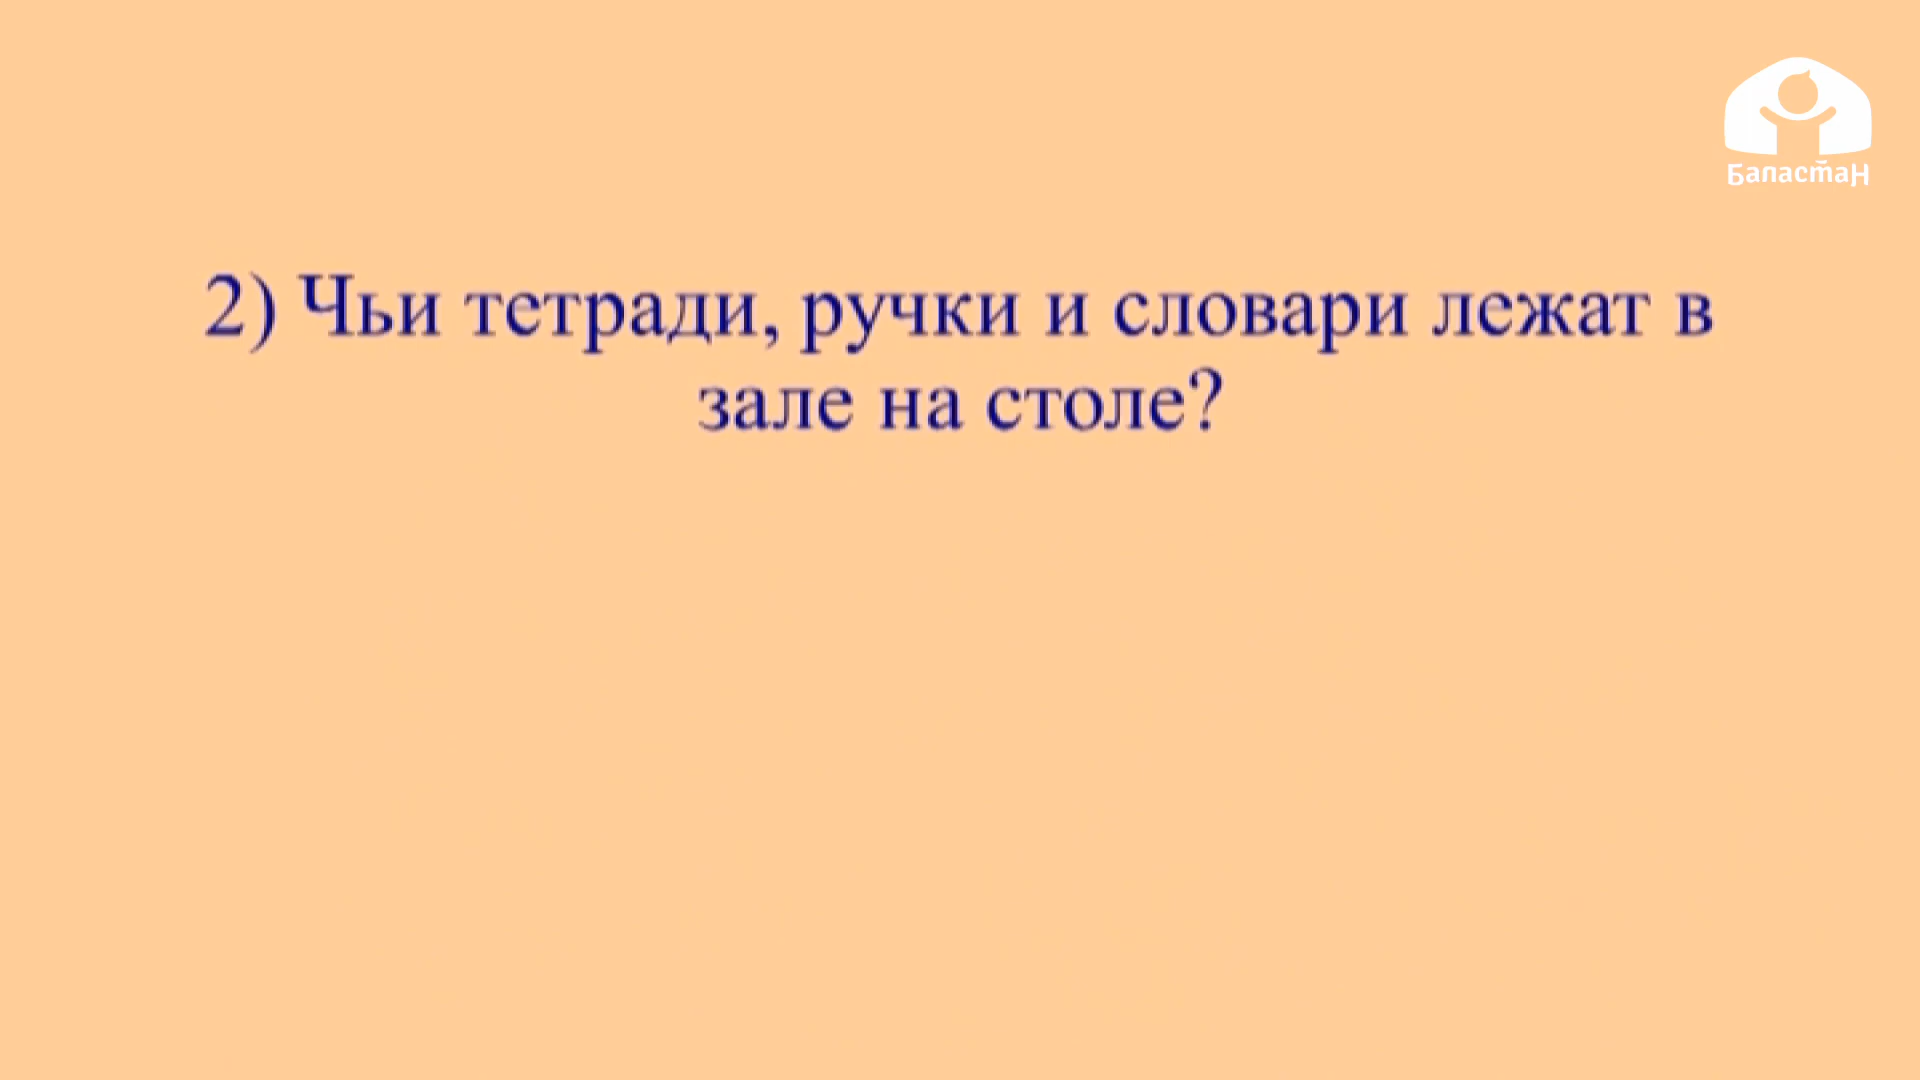 Баластан
2) Чьи тетради, ручки и словари лежат в
зале на столе?